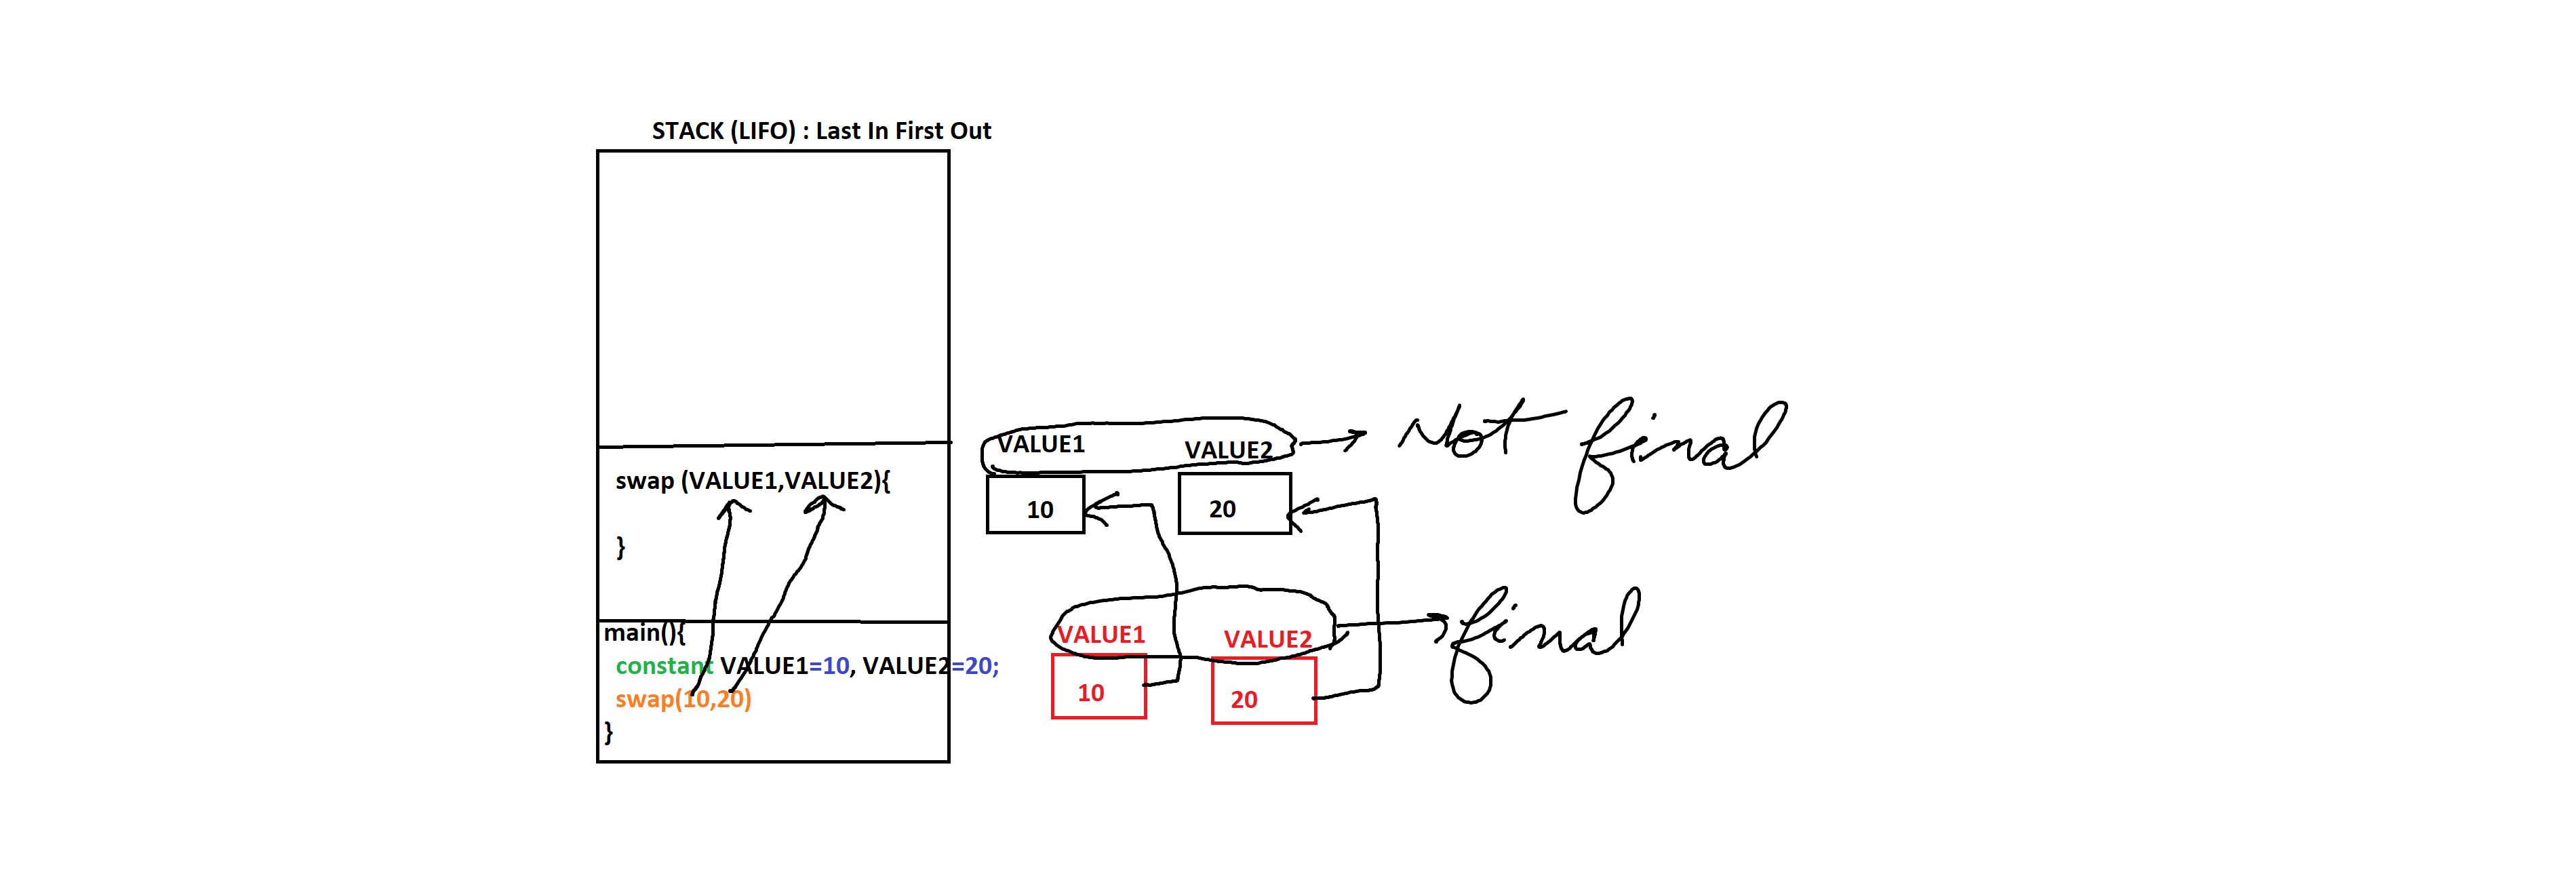 STACK (LIFO) : Last In First Out
VALUE1 VALUE2 Not final
swap (VALUE1,VALUE2){
10 20
}
main(){
VALUE1 VALUE2 final
constant VALUE1=10, VALUE2=20;
swap(10,20)
10 20
}